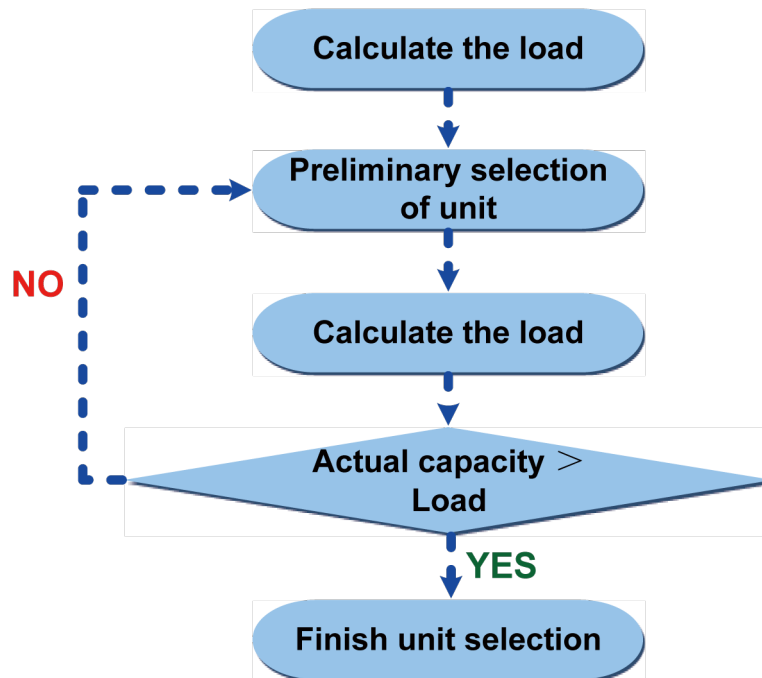 Calculate the load
Preliminary selection
of unit
NO
Calculate the load
Actual capacity >
Load
YES
Finish unit selection